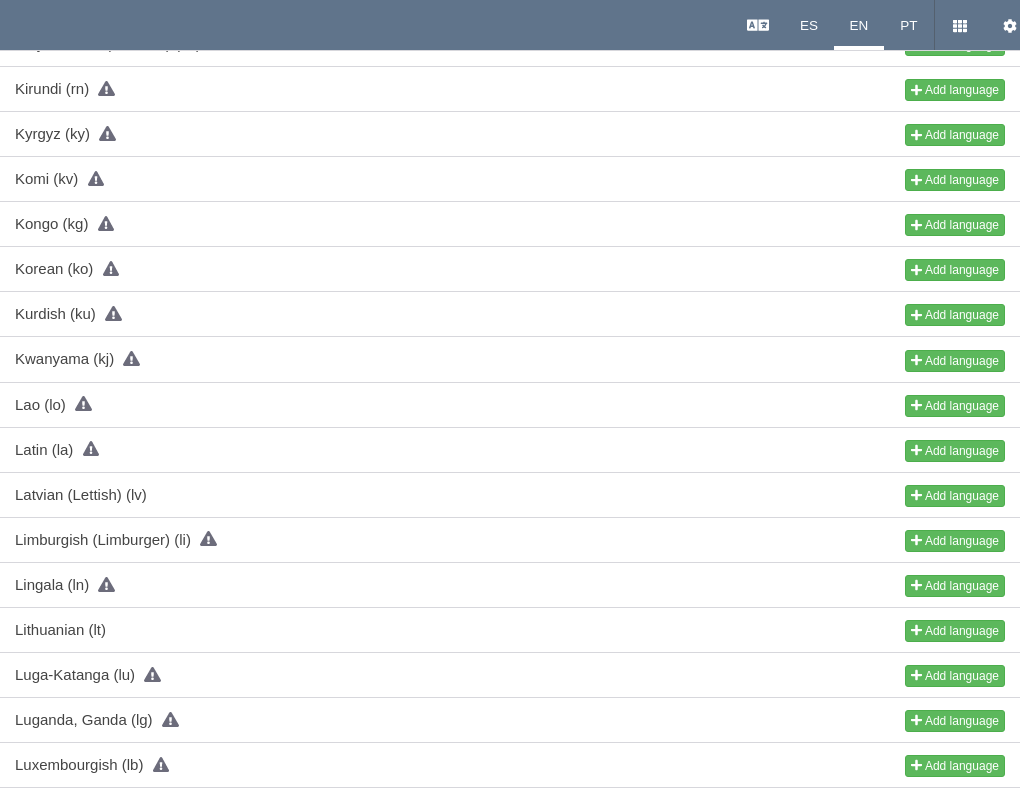 ES EN PT
Kirundi (rn) Add language
Kyrgyz (ky) Add language
Komi (kv) Add language
Kongo (kg) Add language
Korean (ko) Add language
Kurdish (ku) Add language
Kwanyama (kj) Add language
Lao (lo) Add language
Latin (la) Add language
Latvian (Lettish) (lv) Add language
Limburgish (Limburger) (li) Add language
Lingala (ln) Add language
Lithuanian (lt) Add language
Luga-Katanga (lu) Add language
Luganda, Ganda (lg) Add language
Luxembourgish (lb) Add language